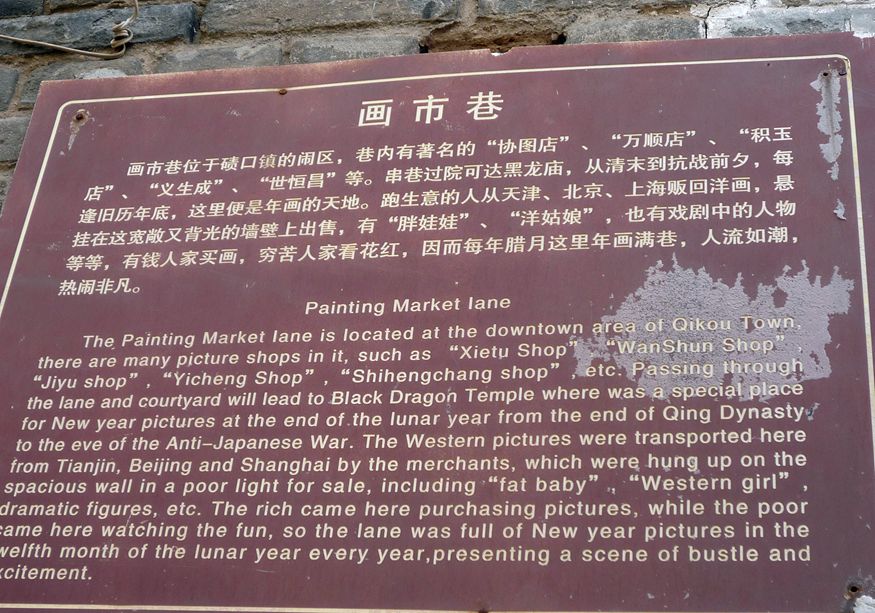 画市巷
画市巷位于碛口镇的闹区，巷内有著名的“协图店”、“万顺店”、“积玉
店”、“义生成”、“世恒昌”等。串巷过院可达黑龙庙，从清末到抗战前夕，每
逢旧历年底，这里便是年画的天地。跑生意的人从天津、北京、上海贩回洋画，悬
挂在这宽敞又背光的墙壁上出售，有“胖娃娃”、“洋姑娘”，也有戏剧中的人物
等等，有钱人家买画，穷苦人家看花红，因而每年腊月这里年画满巷，人流如潮，
热闹非凡。
Painting Market lane
The Painting Market lane is located at the downtown area of Qikou Town,
there are many picture shops in it, such as “Xietu Shop”, “WanShun Shop”,
“Jiyu shop”, “Yicheng Shop”, “Shihengchang shop”, etc. Passing through
the lane and courtyard will lead to Black Dragon Temple where was a special place
for New year pictures at the end of the lunar year from the end of Qing Dynasty
to the eve of the Anti-Japanese War. The Western pictures were transported here
from Tianjin, Beijing and Shanghai by the merchants, which were hung up on the
spacious wall in a poor light for sale, including “fat baby”, “Western girl”,
dramatic figures, etc. The rich came here purchasing pictures, while the poor
came here watching the fun, so the lane was full of New year pictures in the
welfth month of the lunar year every year,presenting a scene of bustle and
xcitement.